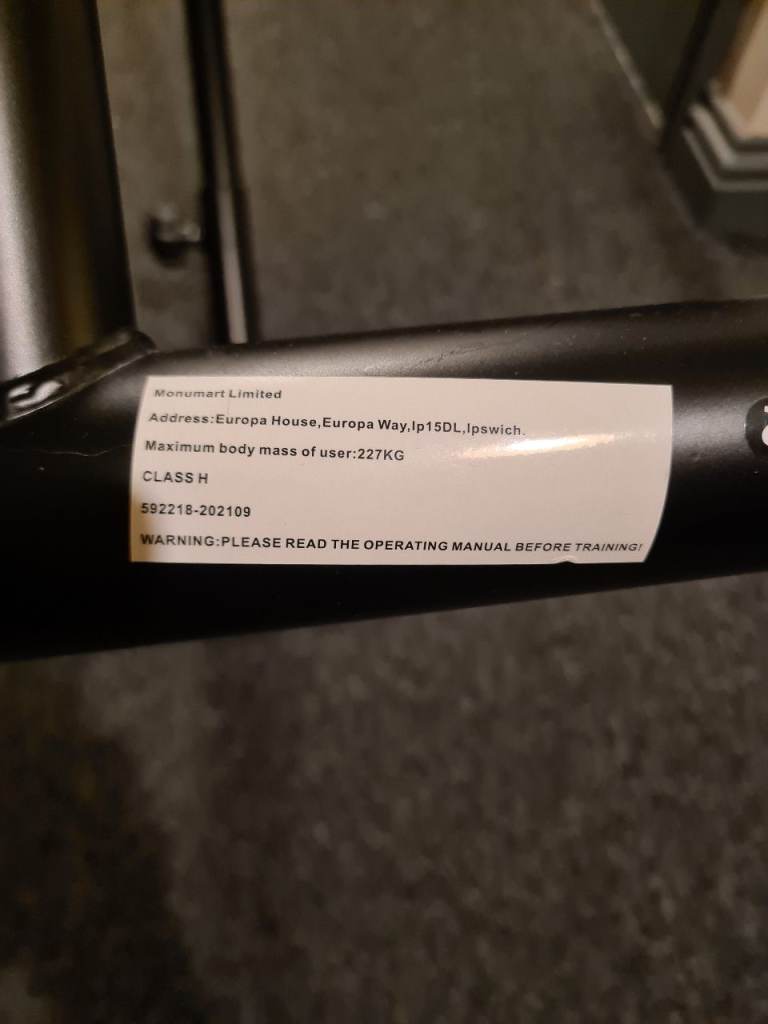 Monumart Limited
Address:Europa House,Europa Way,Ip15DL,Ipswich.
Maximum body mass of user:227KG
CLASS H
592218-202109
WARNING:PLEASE READ THE OPERATING MANUAL BEFORE TRAINING!